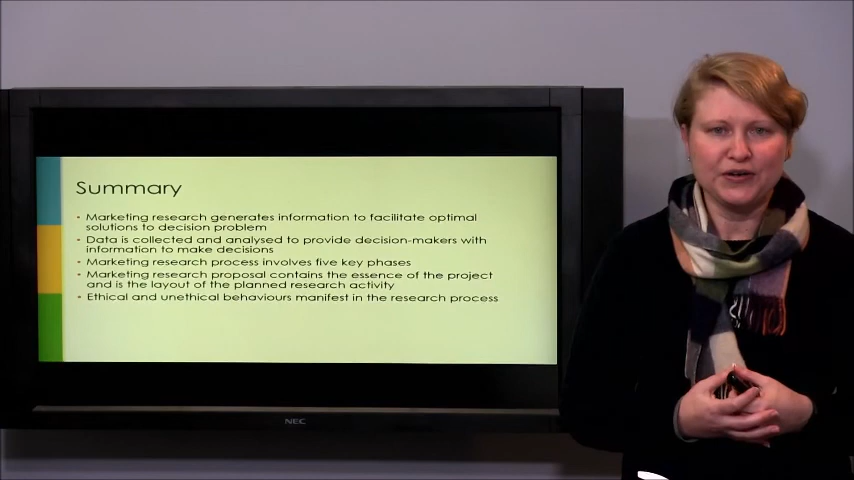 Summary
• Marketing research generates information to facilitate optimal
solutions to decision problem
• Data is collected and analysed to provide decision-makers with
information to make decisions
• Marketing research process involves five key phases
• Marketing research proposal contains the essence of the project
and is the layout of the planned research activity
• Ethical and unethical behaviours manifest in the research process
NEC